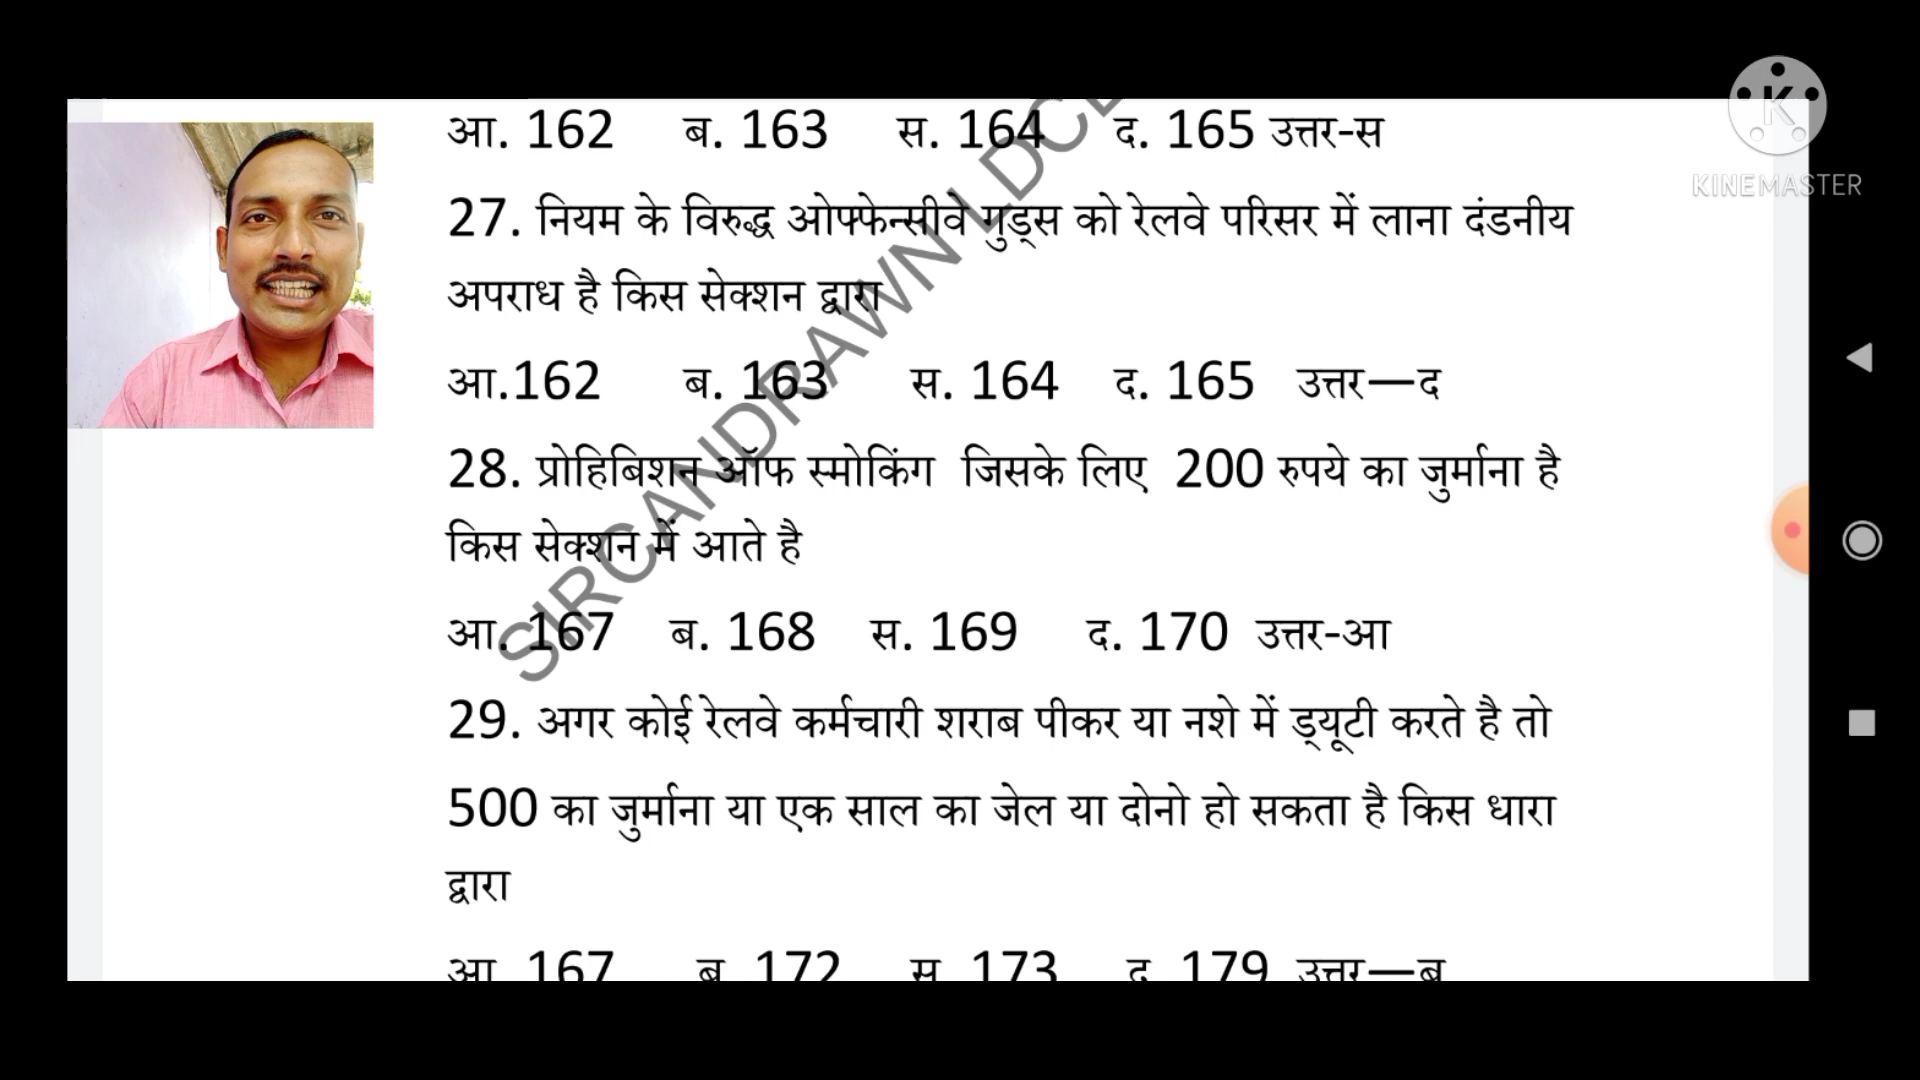 आ. 162 ब. 163 स. 164 द. 165 उत्तर-स
27. नियम के विरुद्ध ओफ्फेन्सीवे गुड्स को रेलवे परिसर में लाना दंडनीय
अपराध है किस सेक्शन द्वारा
आ.162 ब. 163 स. 164 द. 165 उत्तर—द
28. प्रोहिबिशन ऑफ स्मोकिंग जिसके लिए 200 रुपये का जुर्माना है
किस सेक्शन में आते है
आ. 167 ब. 168 स. 169 द. 170 उत्तर-आ
29. अगर कोई रेलवे कर्मचारी शराब पीकर या नशे में ड्यूटी करते है तो
500 का जुर्माना या एक साल का जेल या दोनो हो सकता है किस धारा
द्वारा
आ. 167 ब. 172 स. 173 द. 179 उत्तर—ब
SIRCANDRAWN LDCE
K
KINEMASTER